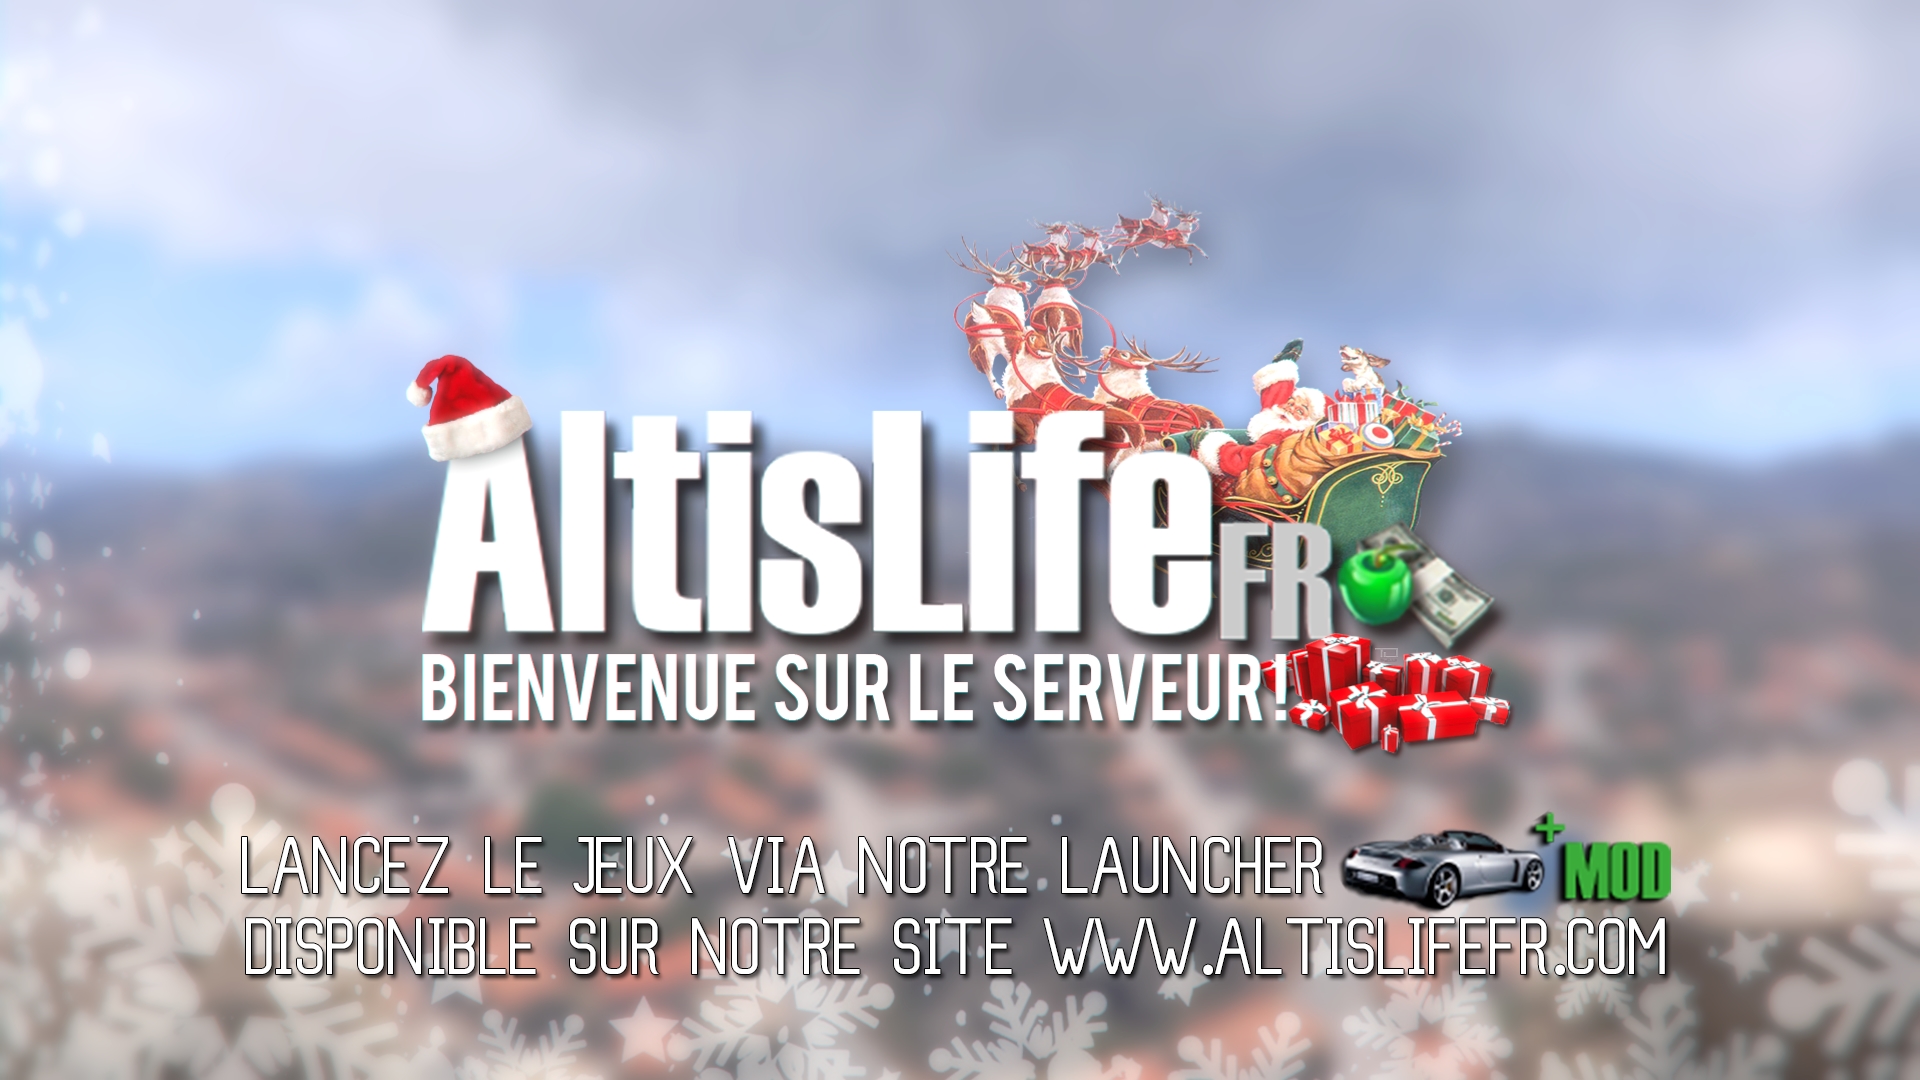 AltisLife FR
BIENVENUE SUR LE SERVEUR!
LANCEZ LE JEUX VIA NOTRE LAUNCHER + MOD
DISPONIBLE SUR NOTRE SITE WWW.ALTISLIFEFR.COM